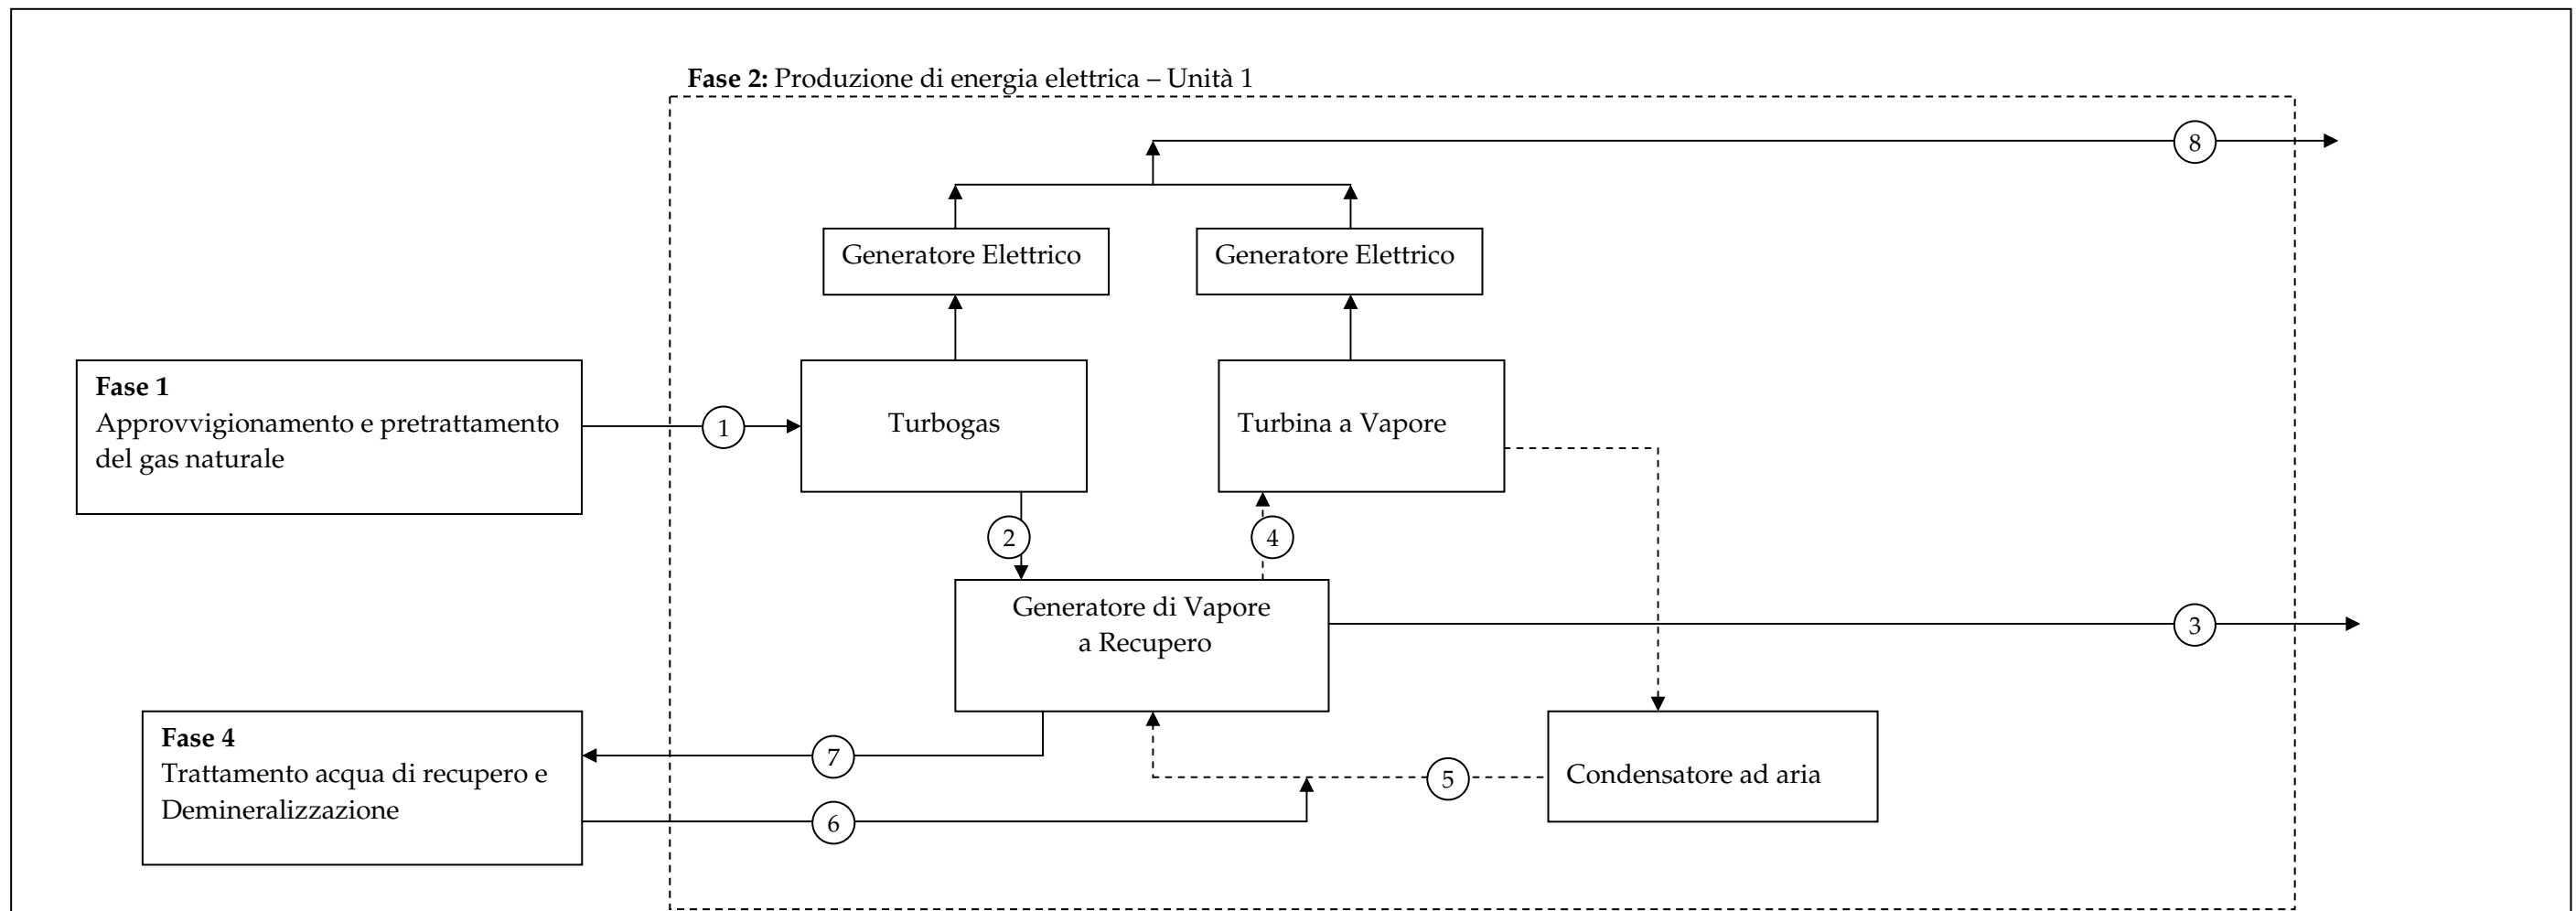 Fase 2: Produzione di energia elettrica – Unità 1
8
Generatore Elettrico
Generatore Elettrico
Fase 1
Approvvigionamento e pretrattamento
del gas naturale
1
Turbogas
Turbina a Vapore
2
4
Generatore di Vapore
a Recupero
3
Fase 4
Trattamento acqua di recupero e
Demineralizzazione
7
5
6
Condensatore ad aria